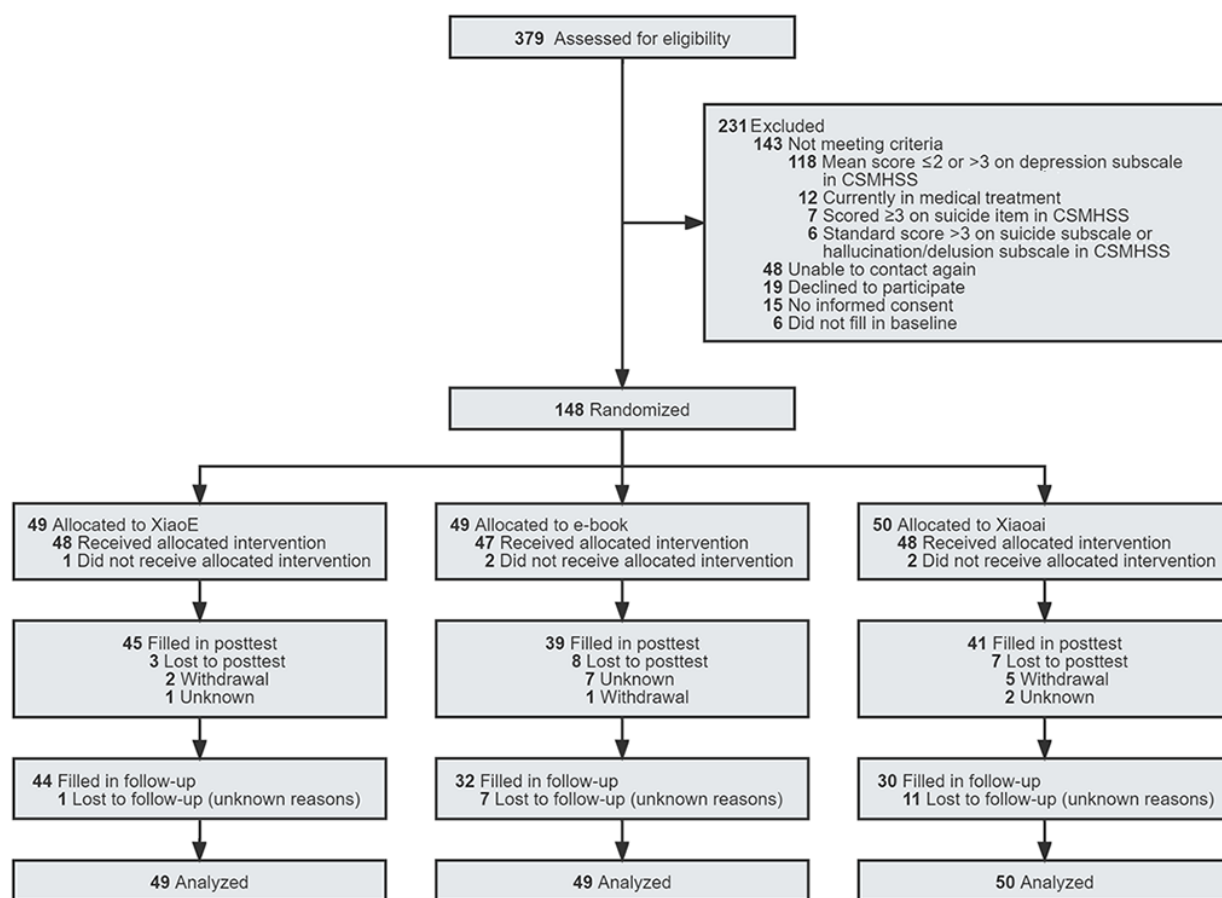 379 Assessed for eligibility
231 Excluded
143 Not meeting criteria
118 Mean score ≤2 or >3 on depression subscale
in CSMHSS
12 Currently in medical treatment
7 Scored ≥3 on suicide item in CSMHSS
6 Standard score >3 on suicide subscale or
hallucination/delusion subscale in CSMHSS
48 Unable to contact again
19 Declined to participate
15 No informed consent
6 Did not fill in baseline
148 Randomized
49 Allocated to XiaoE
48 Received allocated intervention
1 Did not receive allocated intervention
49 Allocated to e-book
47 Received allocated intervention
2 Did not receive allocated intervention
50 Allocated to Xiaoai
48 Received allocated intervention
2 Did not receive allocated intervention
45 Filled in posttest
3 Lost to posttest
2 Withdrawal
1 Unknown
39 Filled in posttest
8 Lost to posttest
7 Unknown
1 Withdrawal
41 Filled in posttest
7 Lost to posttest
5 Withdrawal
2 Unknown
44 Filled in follow-up
1 Lost to follow-up (unknown reasons)
32 Filled in follow-up
7 Lost to follow-up (unknown reasons)
30 Filled in follow-up
11 Lost to follow-up (unknown reasons)
49 Analyzed
49 Analyzed
50 Analyzed